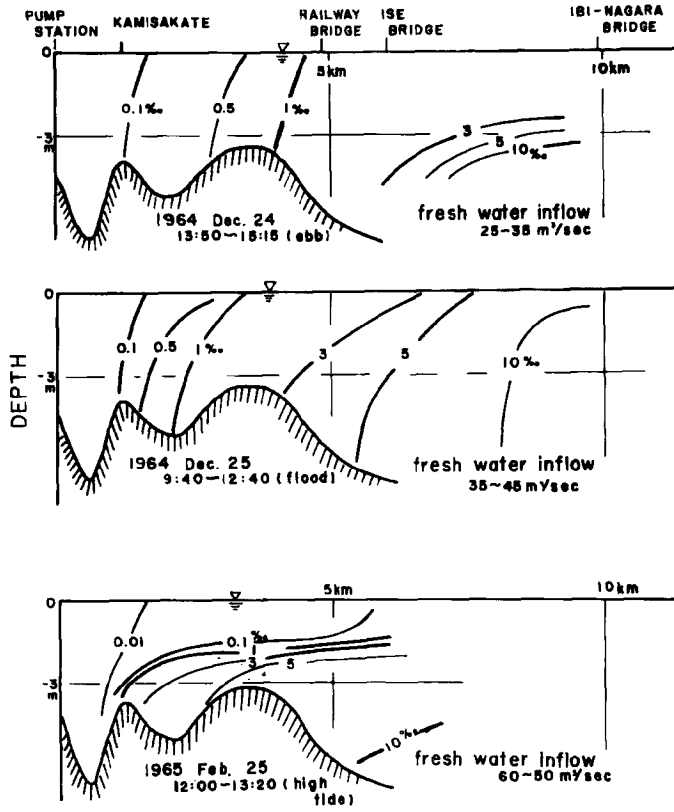 PUMP STATION
KAMISAKATE
RAILWAY BRIDGE
ISE BRIDGE
IBI-NAGARA BRIDGE
0
5km
10km
0.1‰
0.5
1‰
3
5
10‰
-3
m
1964 Dec. 24
13:50~15:15 (ebb)
fresh water inflow
25-35 m³/sec
0
0.1
0.5
1‰
3
5
10‰
-3
m
DEPTH
1964 Dec. 25
9:40~12:40 (flood)
fresh water inflow
35~45 m³/sec
5km
10km
0
0.01
0.1‰
1
3
5
-3
m
10‰
1965 Feb. 25
12:00-13:20 (high
tide)
fresh water inflow
60~50 m³/sec